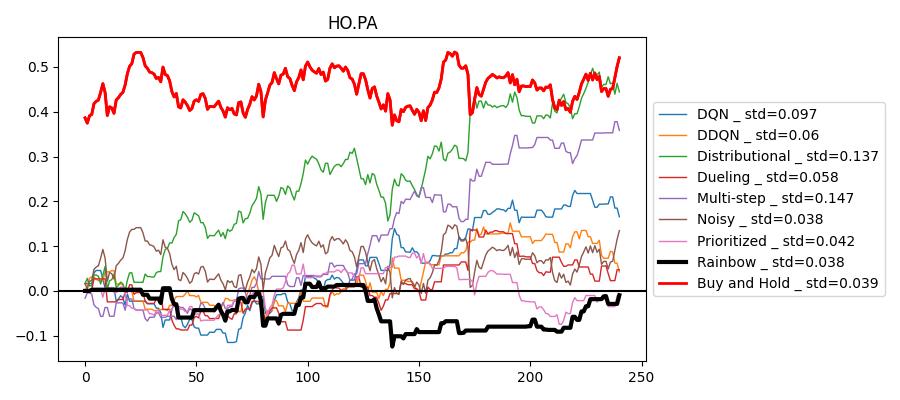 HO.PA
0.5
0.4
0.3
0.2
0.1
0.0
−0.1
0
50
100
150
200
250
DQN _ std=0.097
DDQN _ std=0.06
Distributional _ std=0.137
Dueling _ std=0.058
Multi-step _ std=0.147
Noisy _ std=0.038
Prioritized _ std=0.042
Rainbow _ std=0.038
Buy and Hold _ std=0.039